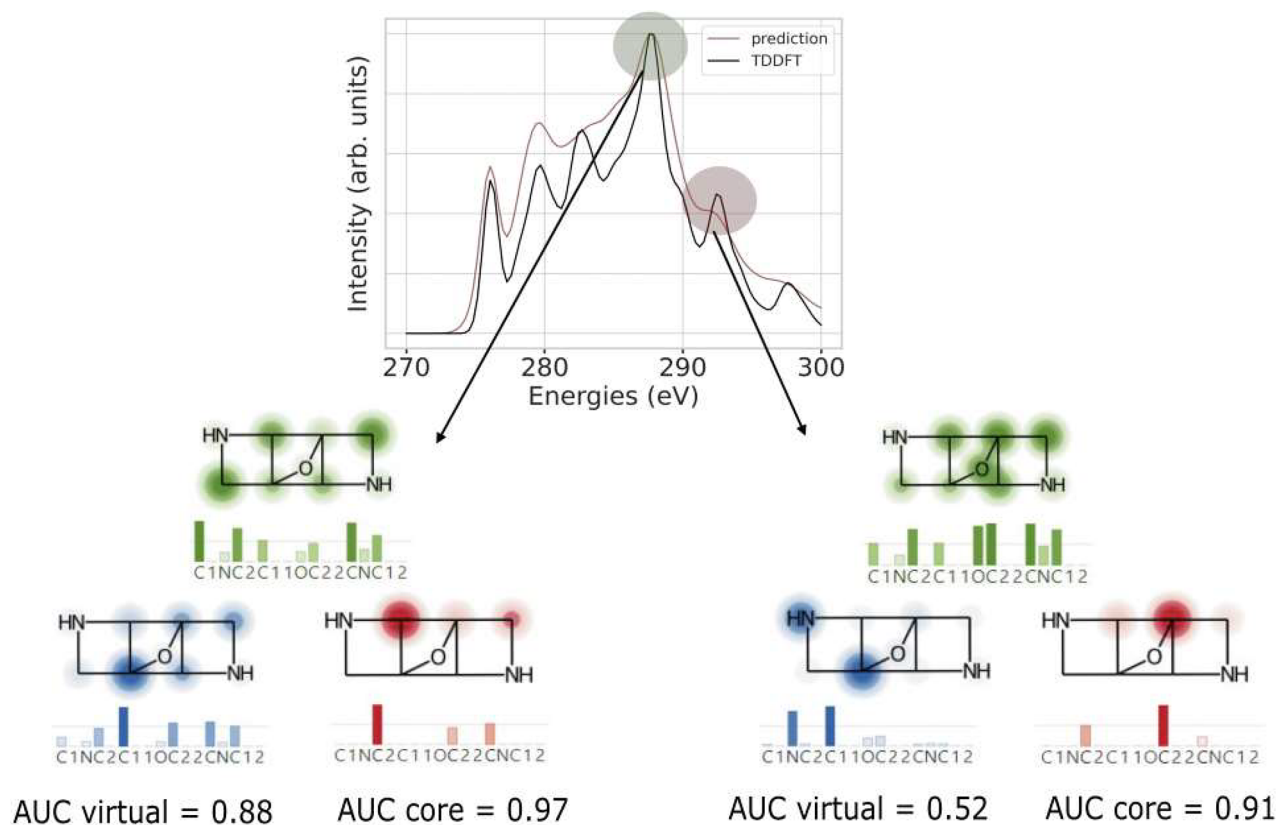 prediction
TDDFT
Intensity (arb. units)
270 280 290 300
Energies (eV)
HN
O
NH
C1NC2C11OC22CNC12
HN
O
NH
C1NC2C11OC22CNC12
HN
O
NH
C1NC2C11OC22CNC12
HN
O
NH
C1NC2C11OC22CNC12
HN
O
NH
C1NC2C11OC22CNC12
HN
O
NH
C1NC2C11OC22CNC12
AUC virtual = 0.88 AUC core = 0.97 AUC virtual = 0.52 AUC core = 0.91